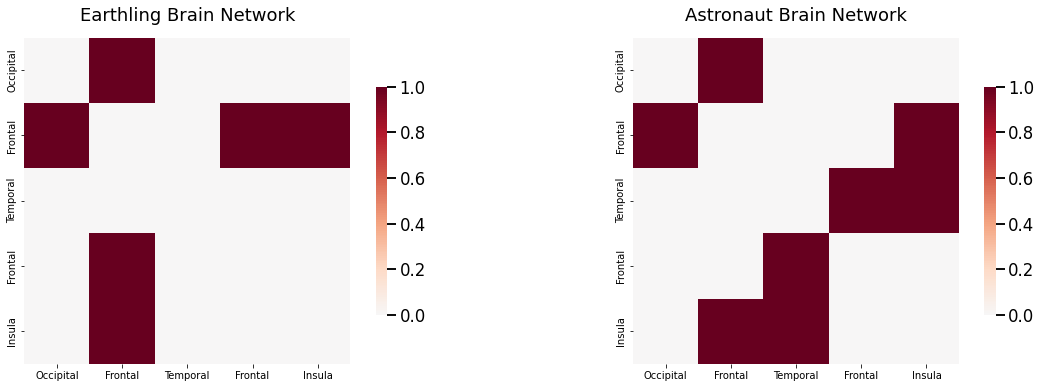 Earthling Brain Network
Astronaut Brain Network
Occipital
Frontal
Temporal
Frontal
Insula
Occipital
Frontal
Temporal
Frontal
Insula
1.0
0.8
0.6
0.4
0.2
0.0
Occipital
Frontal
Temporal
Frontal
Insula
Occipital
Frontal
Temporal
Frontal
Insula
1.0
0.8
0.6
0.4
0.2
0.0